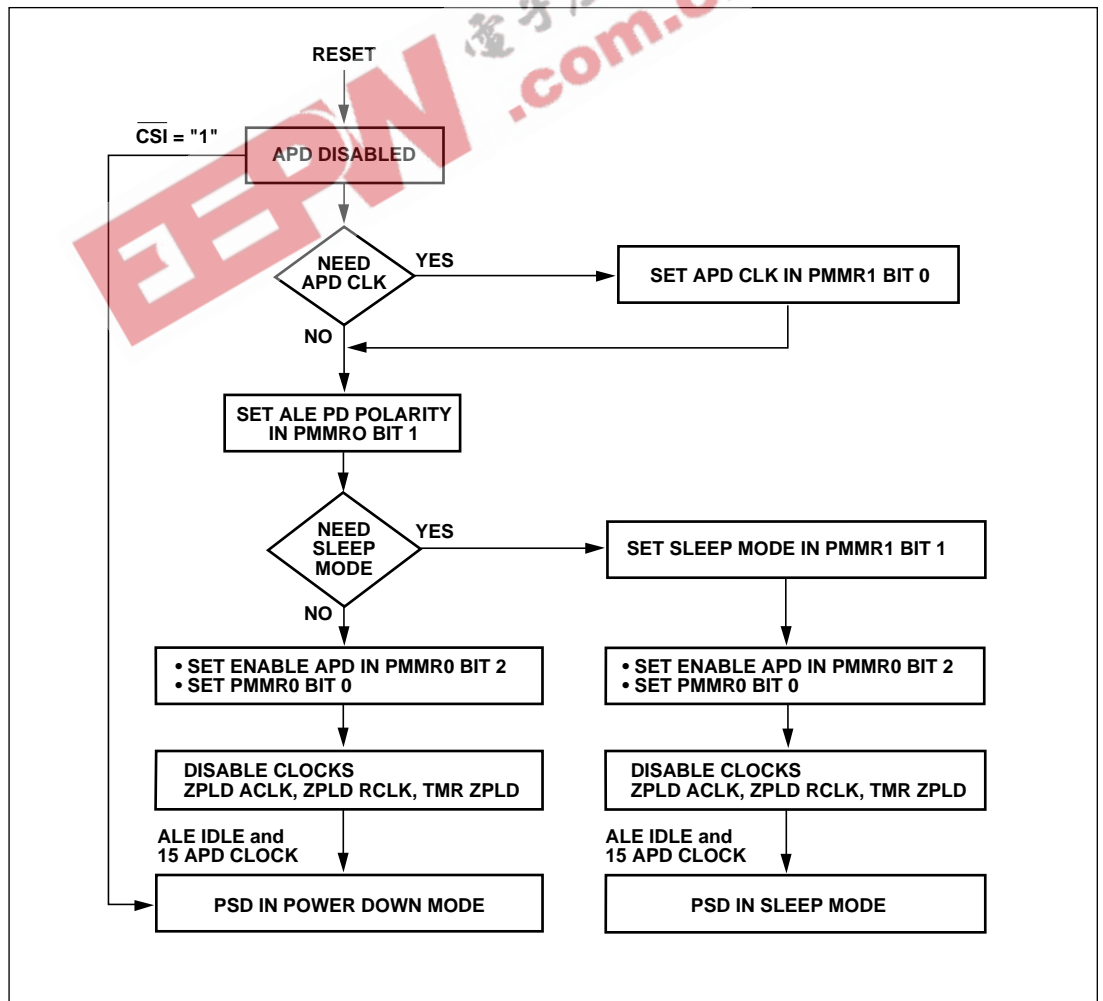 電子
.com.c
EEPW
RESET
CSI = "1"
APD DISABLED
NEED
APD CLK
YES
SET APD CLK IN PMMR1 BIT 0
NO
SET ALE PD POLARITY
IN PMMRO BIT 1
NEED
SLEEP
MODE
YES
SET SLEEP MODE IN PMMR1 BIT 1
NO
• SET ENABLE APD IN PMMR0 BIT 2
• SET PMMR0 BIT 0
• SET ENABLE APD IN PMMR0 BIT 2
• SET PMMR0 BIT 0
DISABLE CLOCKS
ZPLD ACLK, ZPLD RCLK, TMR ZPLD
DISABLE CLOCKS
ZPLD ACLK, ZPLD RCLK, TMR ZPLD
ALE IDLE and
15 APD CLOCK
ALE IDLE and
15 APD CLOCK
PSD IN POWER DOWN MODE
PSD IN SLEEP MODE